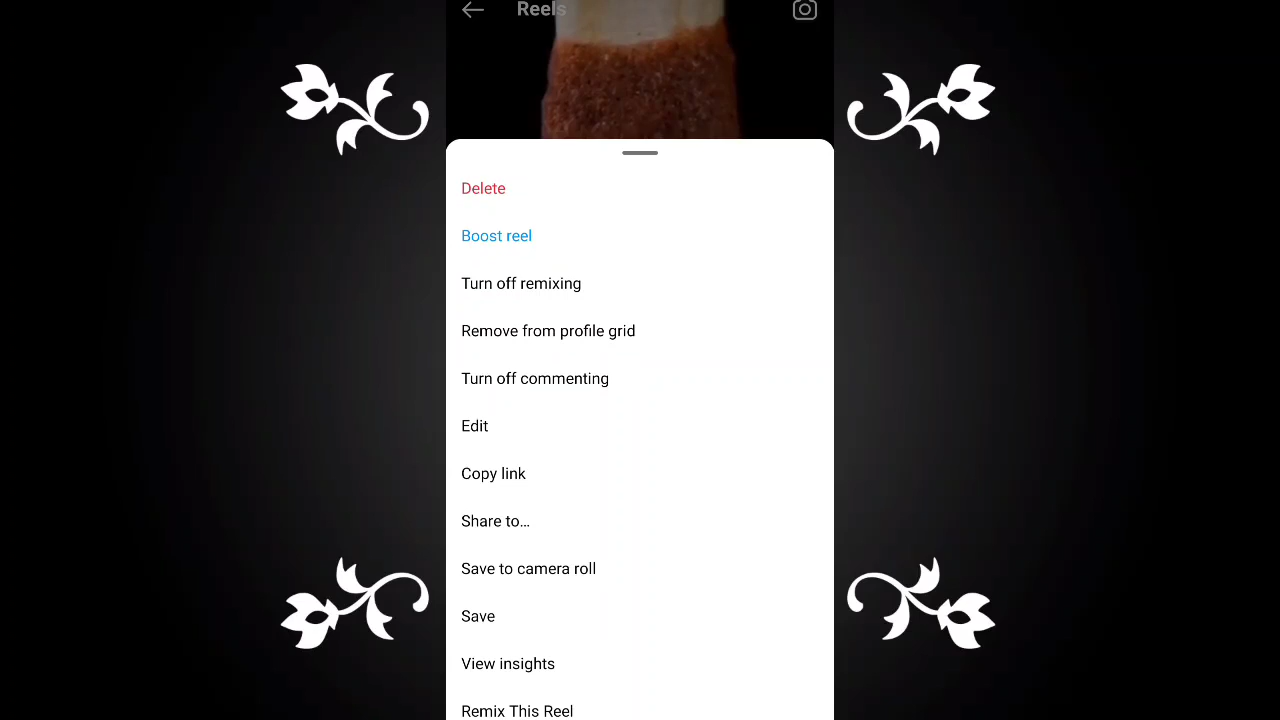 Reels
Delete
Boost reel
Turn off remixing
Remove from profile grid
Turn off commenting
Edit
Copy link
Share to...
Save to camera roll
Save
View insights
Remix This Reel